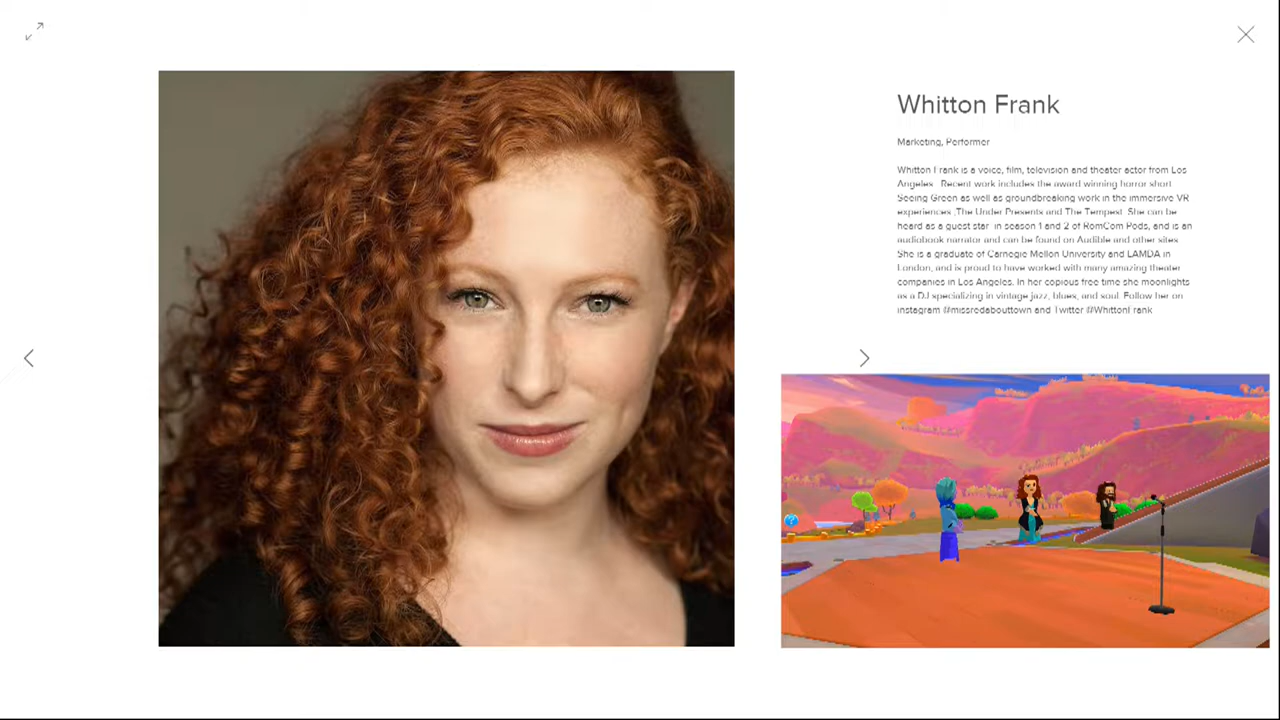 Whitton Frank
Marketing, Performer
Whitton Frank is a voice, film, television and theater actor from Los
Angeles. Recent work includes the award winning horror short
Seeing Green as well as groundbreaking work in the immersive VR
experiences ,The Under Presents and The Tempest. She can be
heard as a guest star in season 1 and 2 of RomCom Pods, and is an
audiobook narrator and can be found on Audible and other sites.
She is a graduate of Carnegie Mellon University and LAMDA in
London, and is proud to have worked with many amazing theater
companies in Los Angeles. In her copious free time she moonlights
as a DJ specializing in vintage jazz, blues, and soul. Follow her on
instagram @missredabouttown and Twitter @WhittonFrank
?